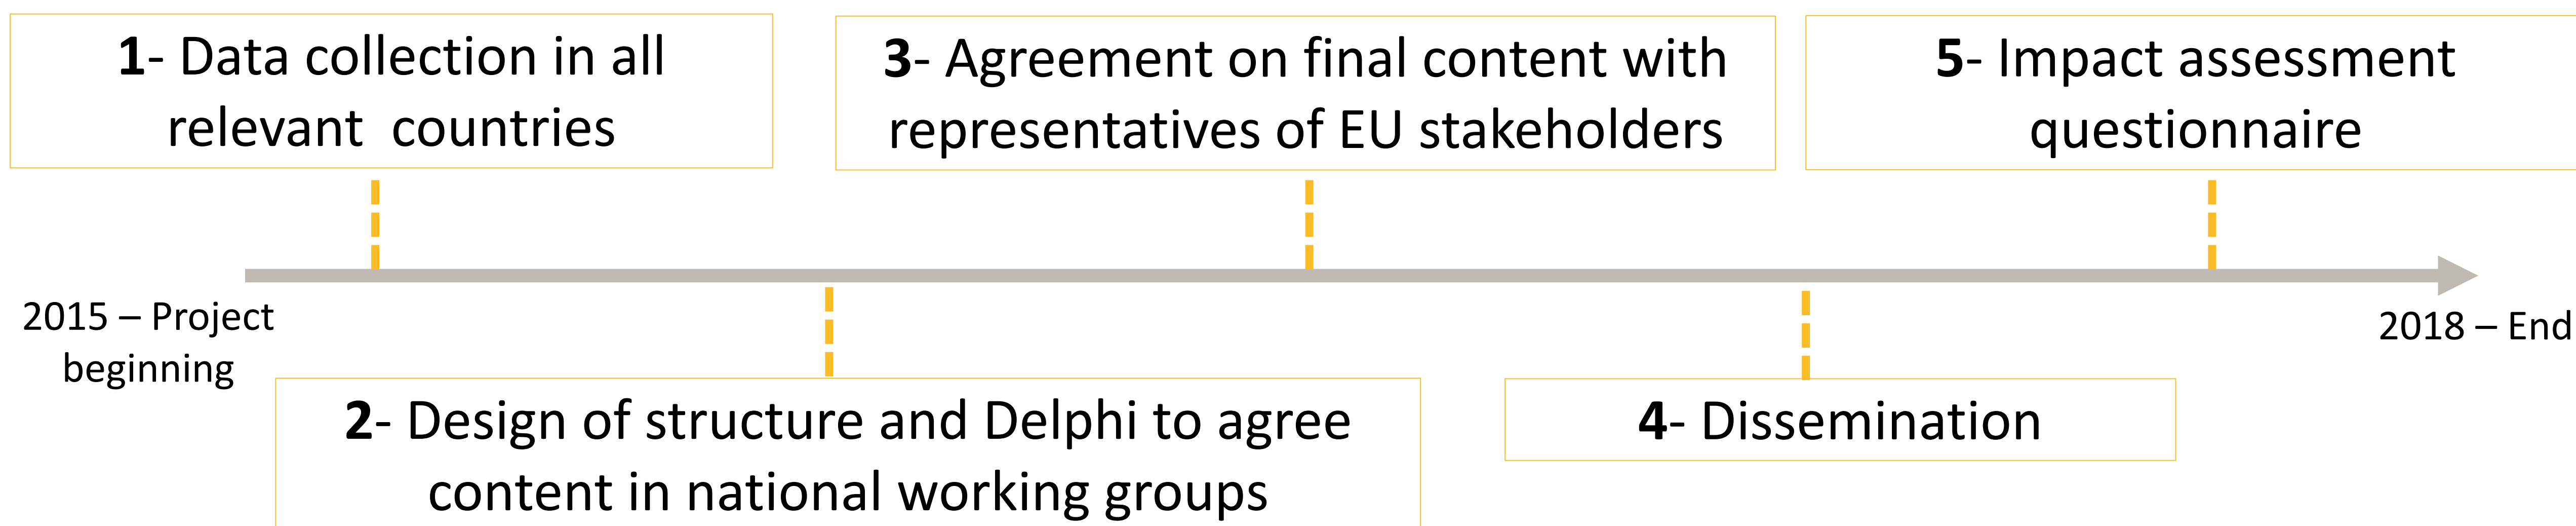 1- Data collection in all
relevant  countries
3- Agreement on final content with
representatives of EU stakeholders
5- Impact assessment
questionnaire
2015 – Project
beginning
2018 – End
2- Design of structure and Delphi to agree
content in national working groups
4- Dissemination